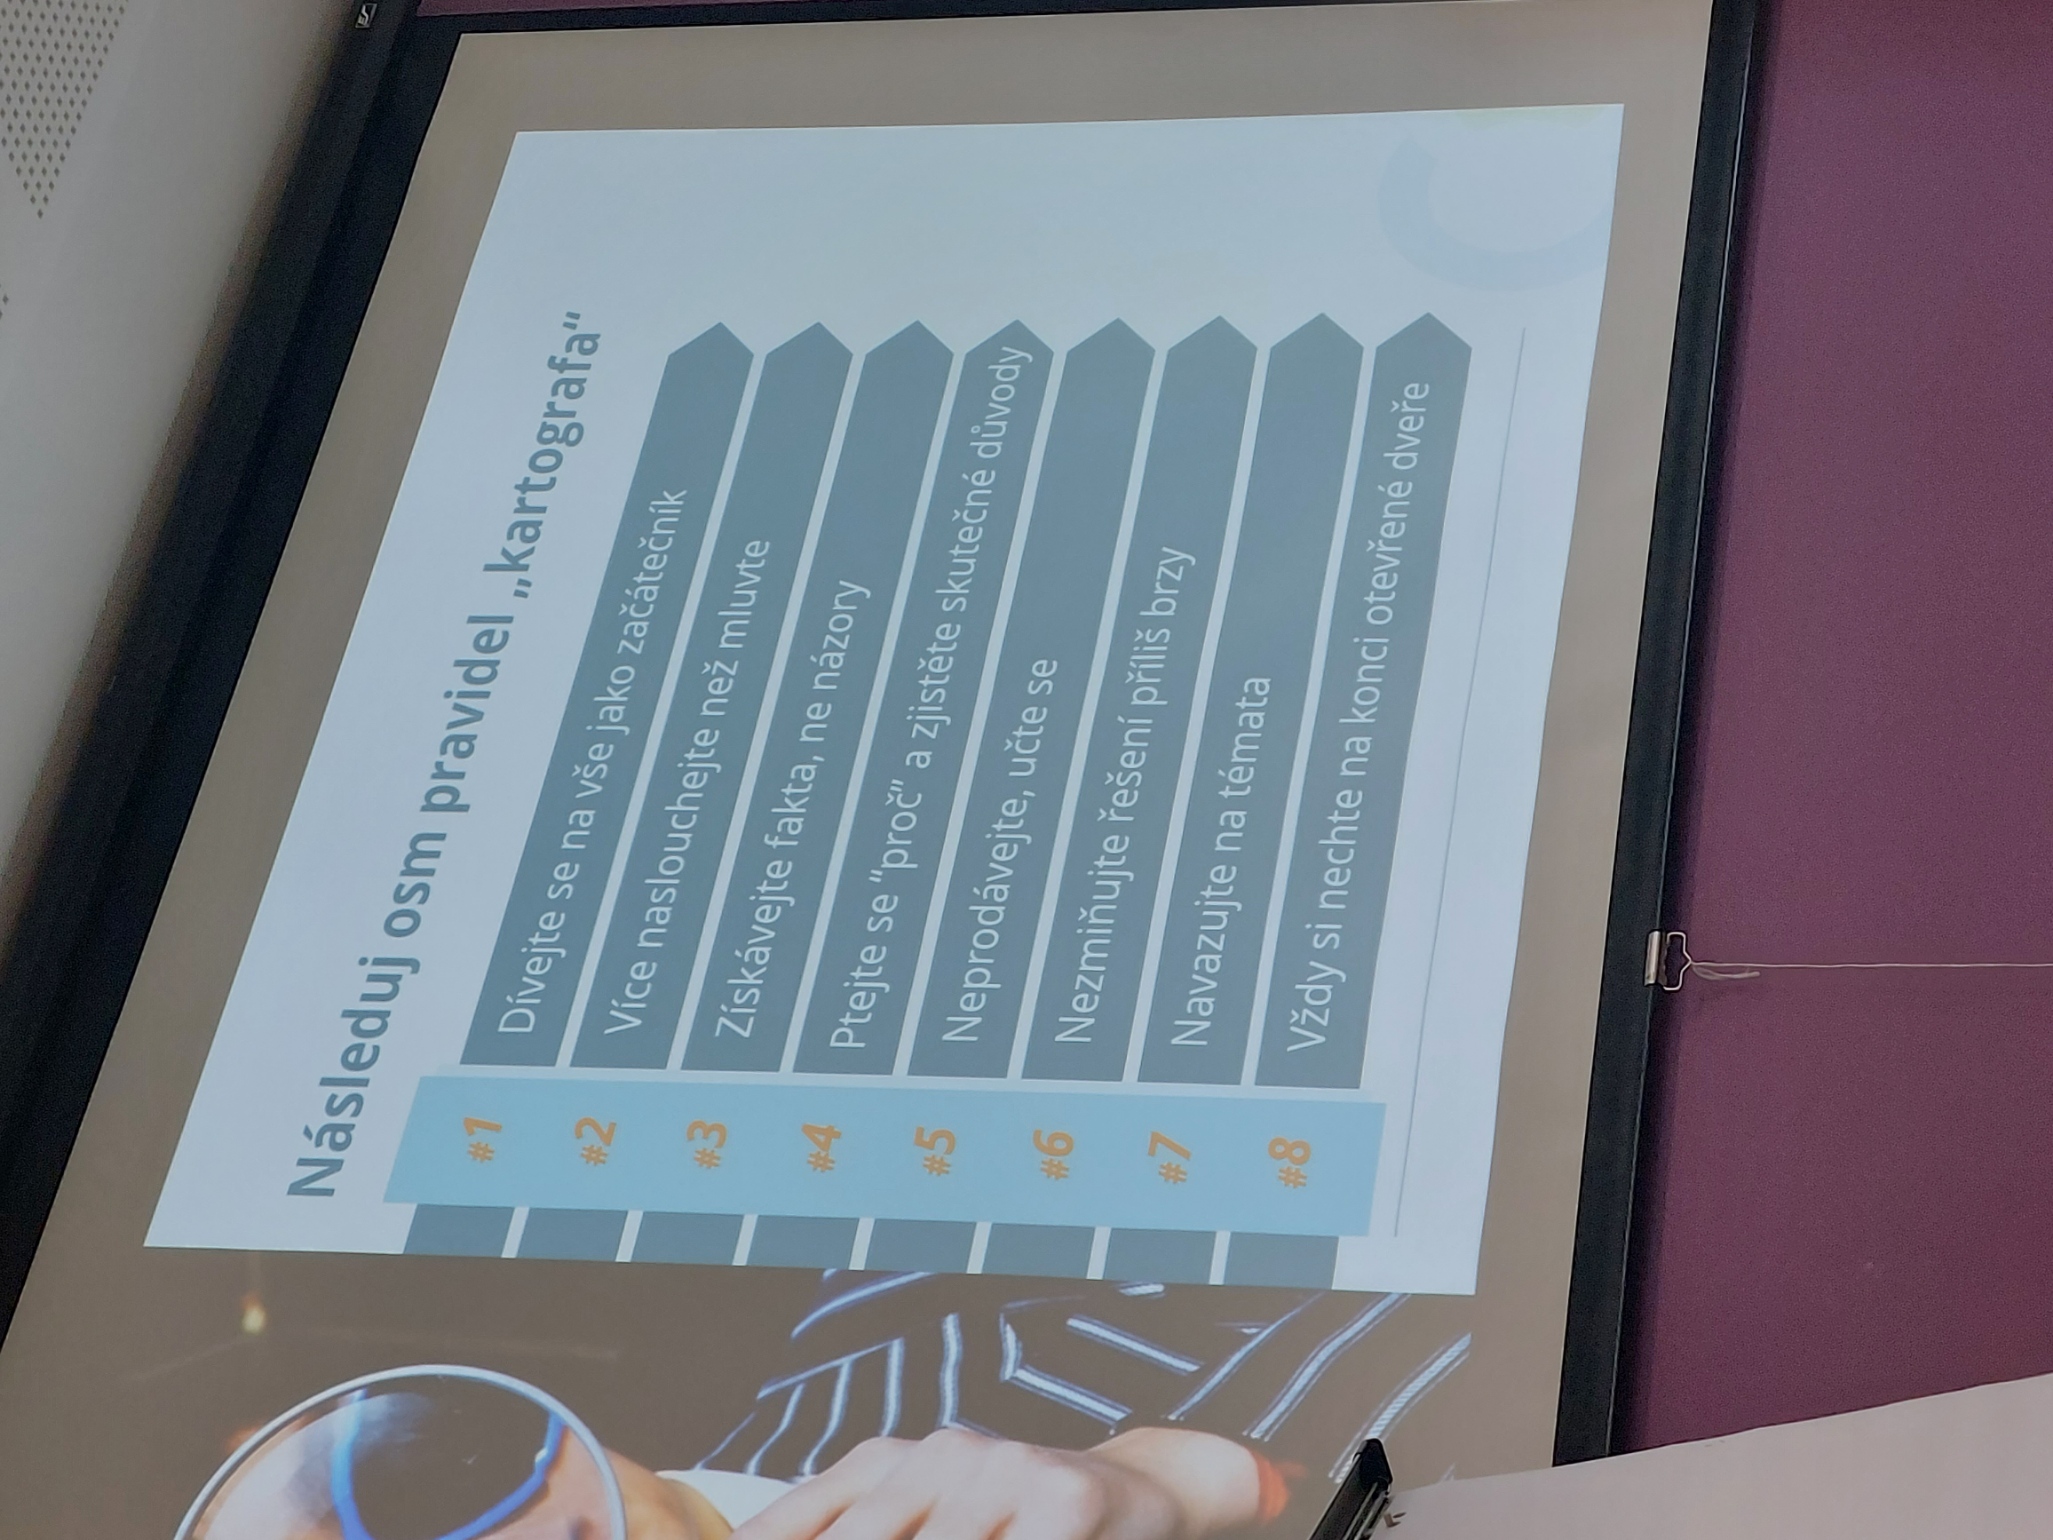 Následuj osm pravidel „kartografa“
#1 Dívejte se na vše jako začátečník
#2 Více naslouchejte než mluvte
#3 Získávejte fakta, ne názory
#4 Ptejte se “proč” a zjistěte skutečné důvody
#5 Neprodávejte, učte se
#6 Nezmiňujte řešení příliš brzy
#7 Navazujte na témata
#8 Vždy si nechte na konci otevřené dveře